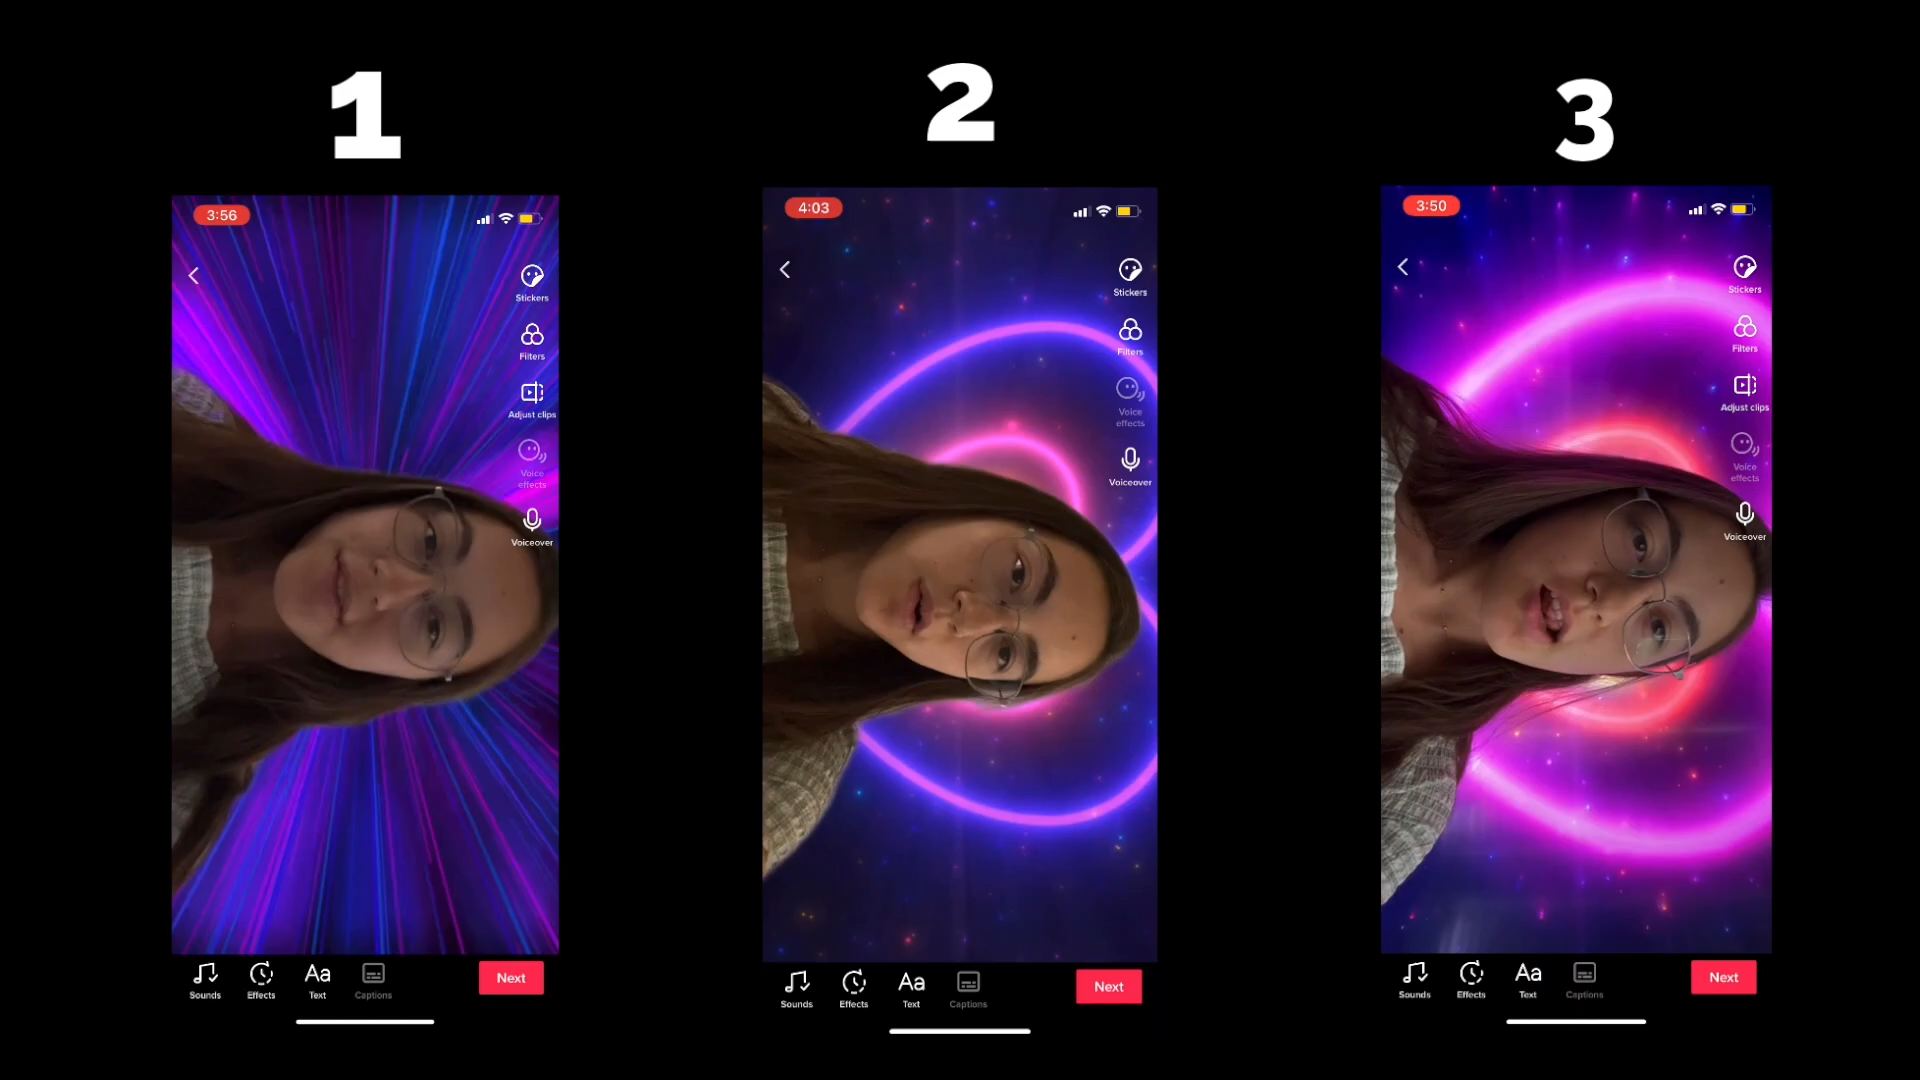 1
2
3
3:56
Stickers
Filters
Adjust clips
Voice
effects
Voiceover
Sounds
Effects
Aa
Text
Captions
Next
4:03
Stickers
Filters
Voice
effects
Voiceover
Sounds
Effects
Aa
Text
Captions
Next
3:50
Stickers
Filters
Adjust clips
Voice
effects
Voiceover
Sounds
Effects
Aa
Text
Captions
Next